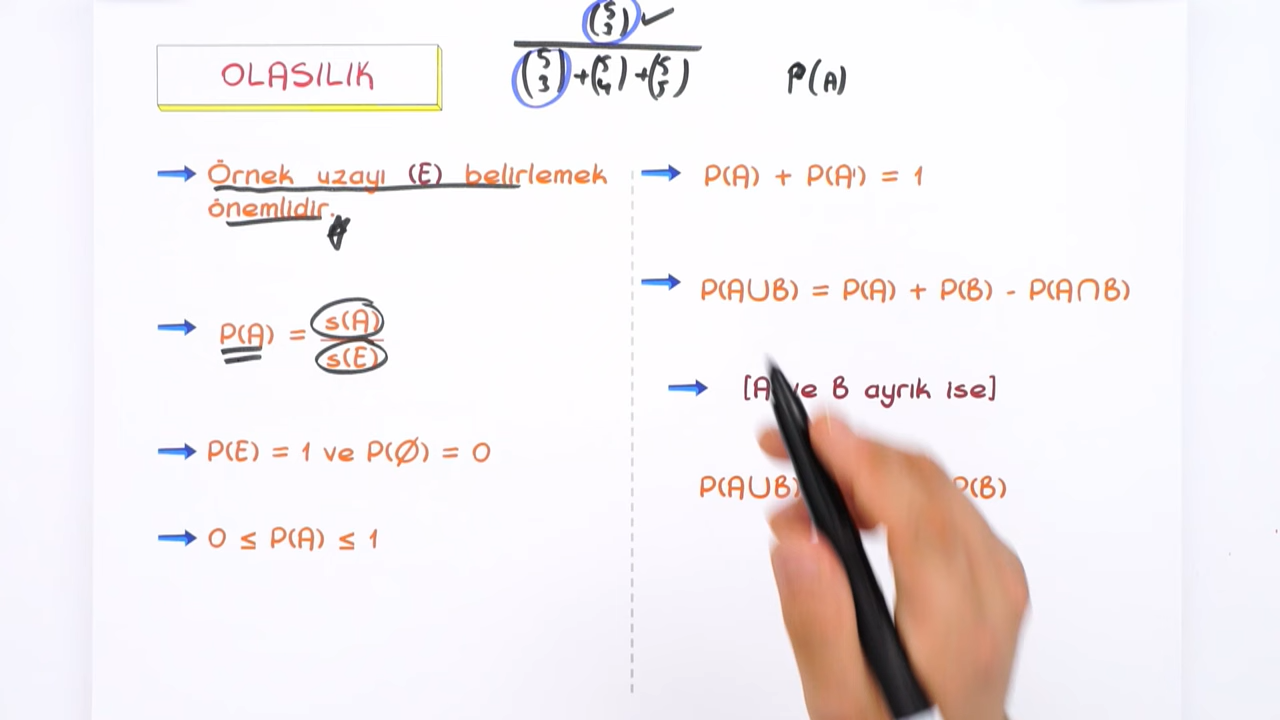 (5 3) ✓
(5 3) + (5 4) + (5 5)
P(A)
OLASILIK
Örnek uzayı (E) belirlemek
önemlidir.
P(A) = s(A)
s(E)
P(E) = 1 ve P(Ø) = 0
0 ≤ P(A) ≤ 1
P(A) + P(A') = 1
P(A∪B) = P(A) + P(B) - P(A∩B)
[A ve B ayrık ise]
P(A∪B) P(B)